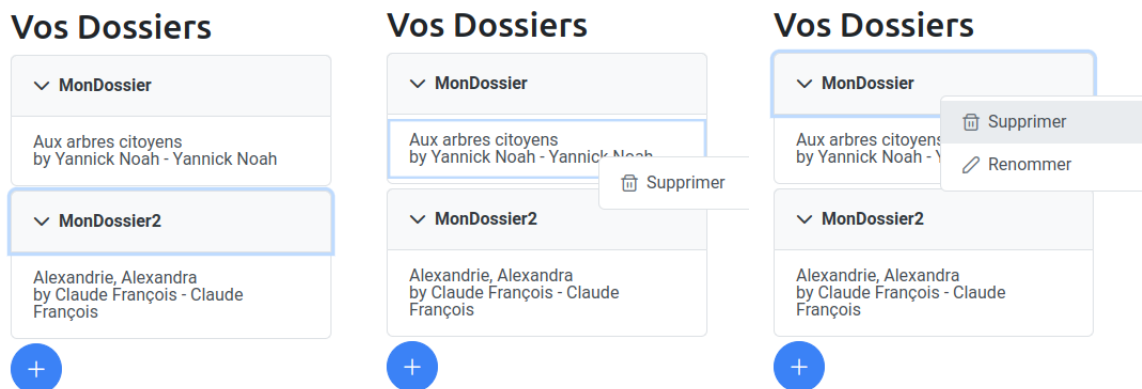 Vos Dossiers
MonDossier
Aux arbres citoyens
by Yannick Noah - Yannick Noah
MonDossier2
Alexandrie, Alexandra
by Claude François - Claude
François
Vos Dossiers
MonDossier
Aux arbres citoyens
by Yannick Noah - Yannick Noah
Supprimer
MonDossier2
Alexandrie, Alexandra
by Claude François - Claude
François
Vos Dossiers
MonDossier
Supprimer
Aux arbres citoyens
by Yannick Noah -
Renommer
MonDossier2
Alexandrie, Alexandra
by Claude François - Claude
François